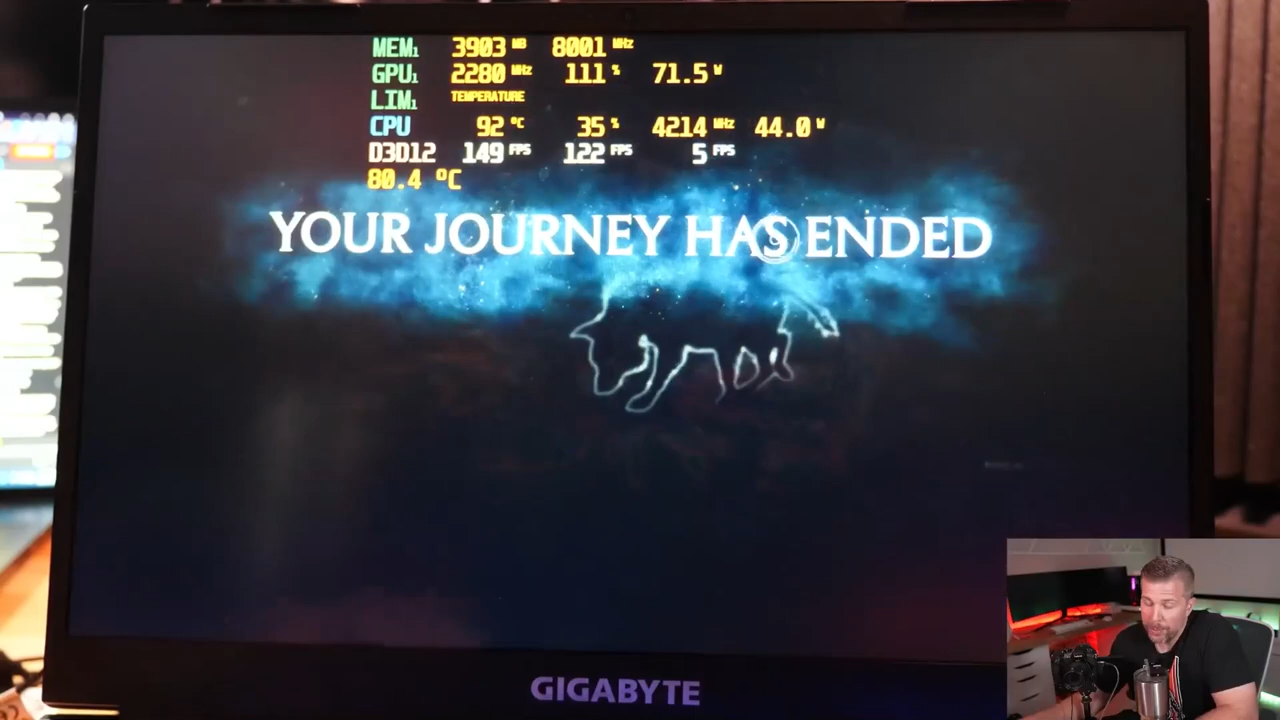 MEM1 3903 MB 8001 MHz
GPU1 2280 MHz 111 % 71.5 W
LIM1 TEMPERATURE
CPU 92 °C 35 % 4214 MHz 44.0 W
D3D12 149 FPS 122 FPS 5 FPS
80.4 ºC
YOUR JOURNEY HAS ENDED
GIGABYTE